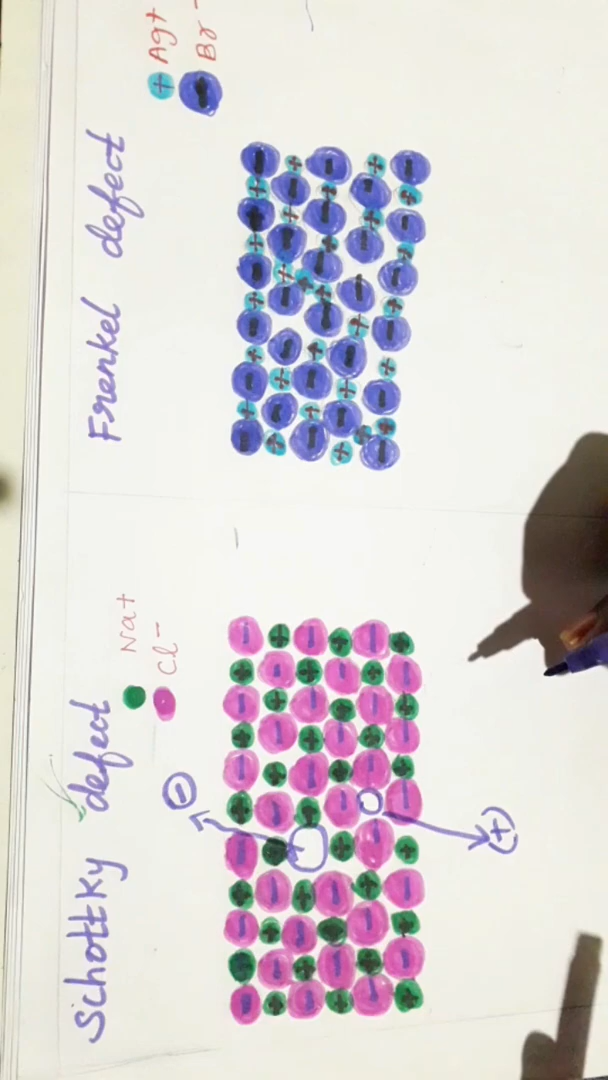 Schottky defect
Na+
Cl-
-
+
Frenkel defect
+ Ag+
- Br-